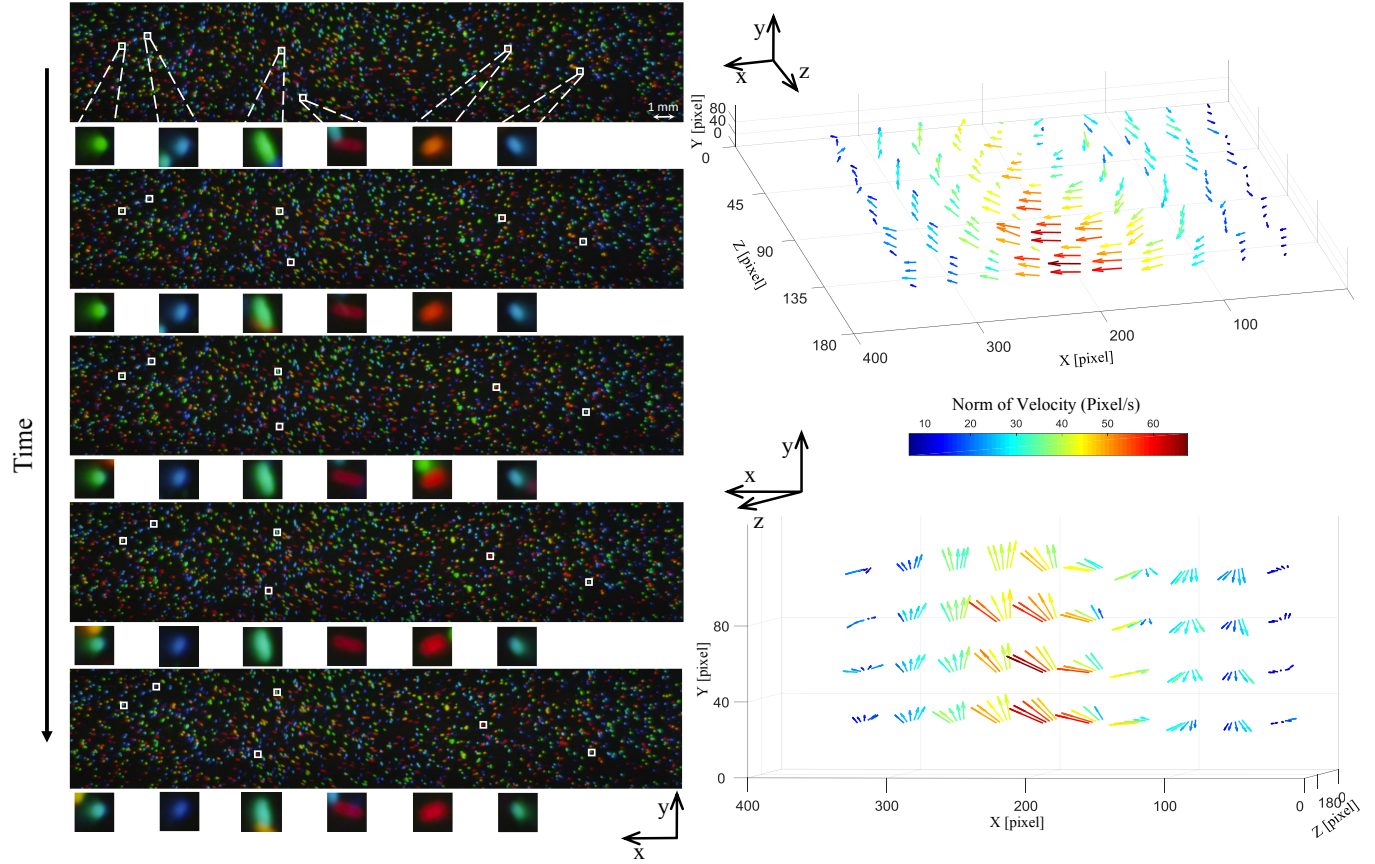 1 mm
Time
y
x
y
x
z
Y [pixel]
80
40
0
0
45
90
135
180
Z [pixel]
400
300
200
100
X [pixel]
Norm of Velocity (Pixel/s)
10 20 30 40 50 60
y
x
z
Y [pixel]
80
40
0
400 300 200 100 0
X [pixel]
180
0
Z [pixel]